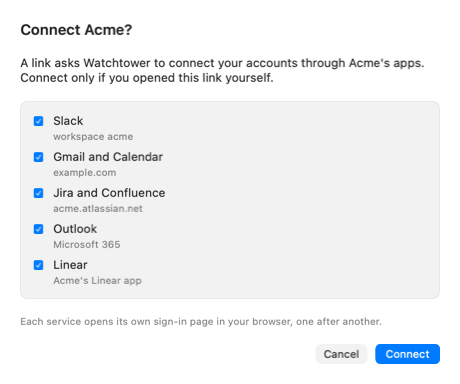 Connect Acme?
A link asks Watchtower to connect your accounts through Acme's apps.
Connect only if you opened this link yourself.
Slack
workspace acme
Gmail and Calendar
example.com
Jira and Confluence
acme.atlassian.net
Outlook
Microsoft 365
Linear
Acme's Linear app
Each service opens its own sign-in page in your browser, one after another.
Cancel
Connect